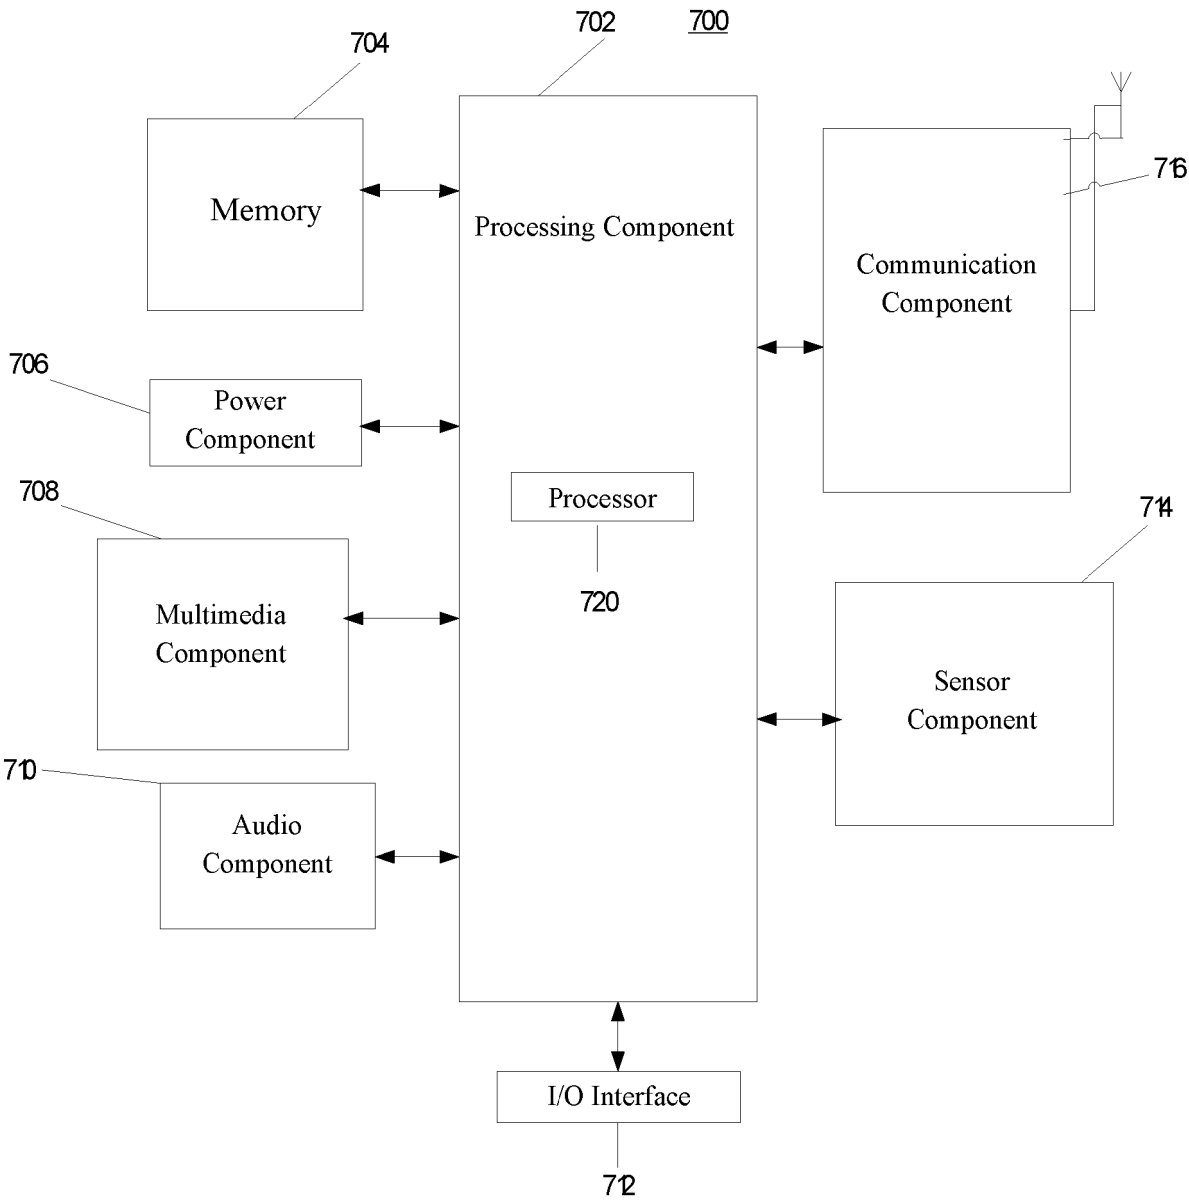 702
700
704
716
Memory
Processing Component
Communication
Component
706
Power
Component
708
Processor
714
720
Multimedia
Component
Sensor
Component
710
Audio
Component
I/O Interface
712